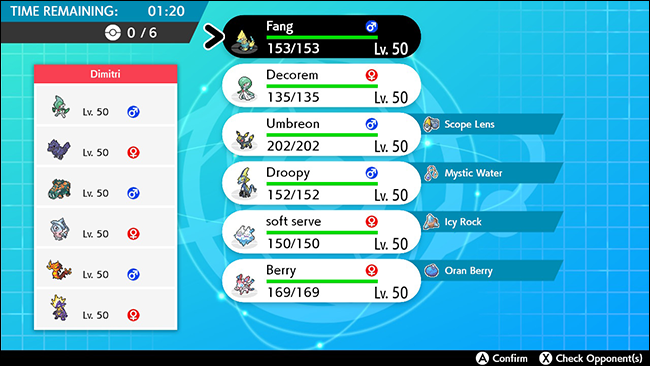 TIME REMAINING: 01:20
0 / 6
Dimitri
Lv. 50 ♂
Lv. 50 ♀
Lv. 50 ♂
Lv. 50 ♀
Lv. 50 ♂
Lv. 50 ♀
Fang ♂
153/153 Lv. 50
Decorem ♀
135/135 Lv. 50
Umbreon ♂
202/202 Lv. 50
Scope Lens
Droopy ♂
152/152 Lv. 50
Mystic Water
soft serve ♀
150/150 Lv. 50
Icy Rock
Berry ♀
169/169 Lv. 50
Oran Berry
A Confirm X Check Opponent(s)